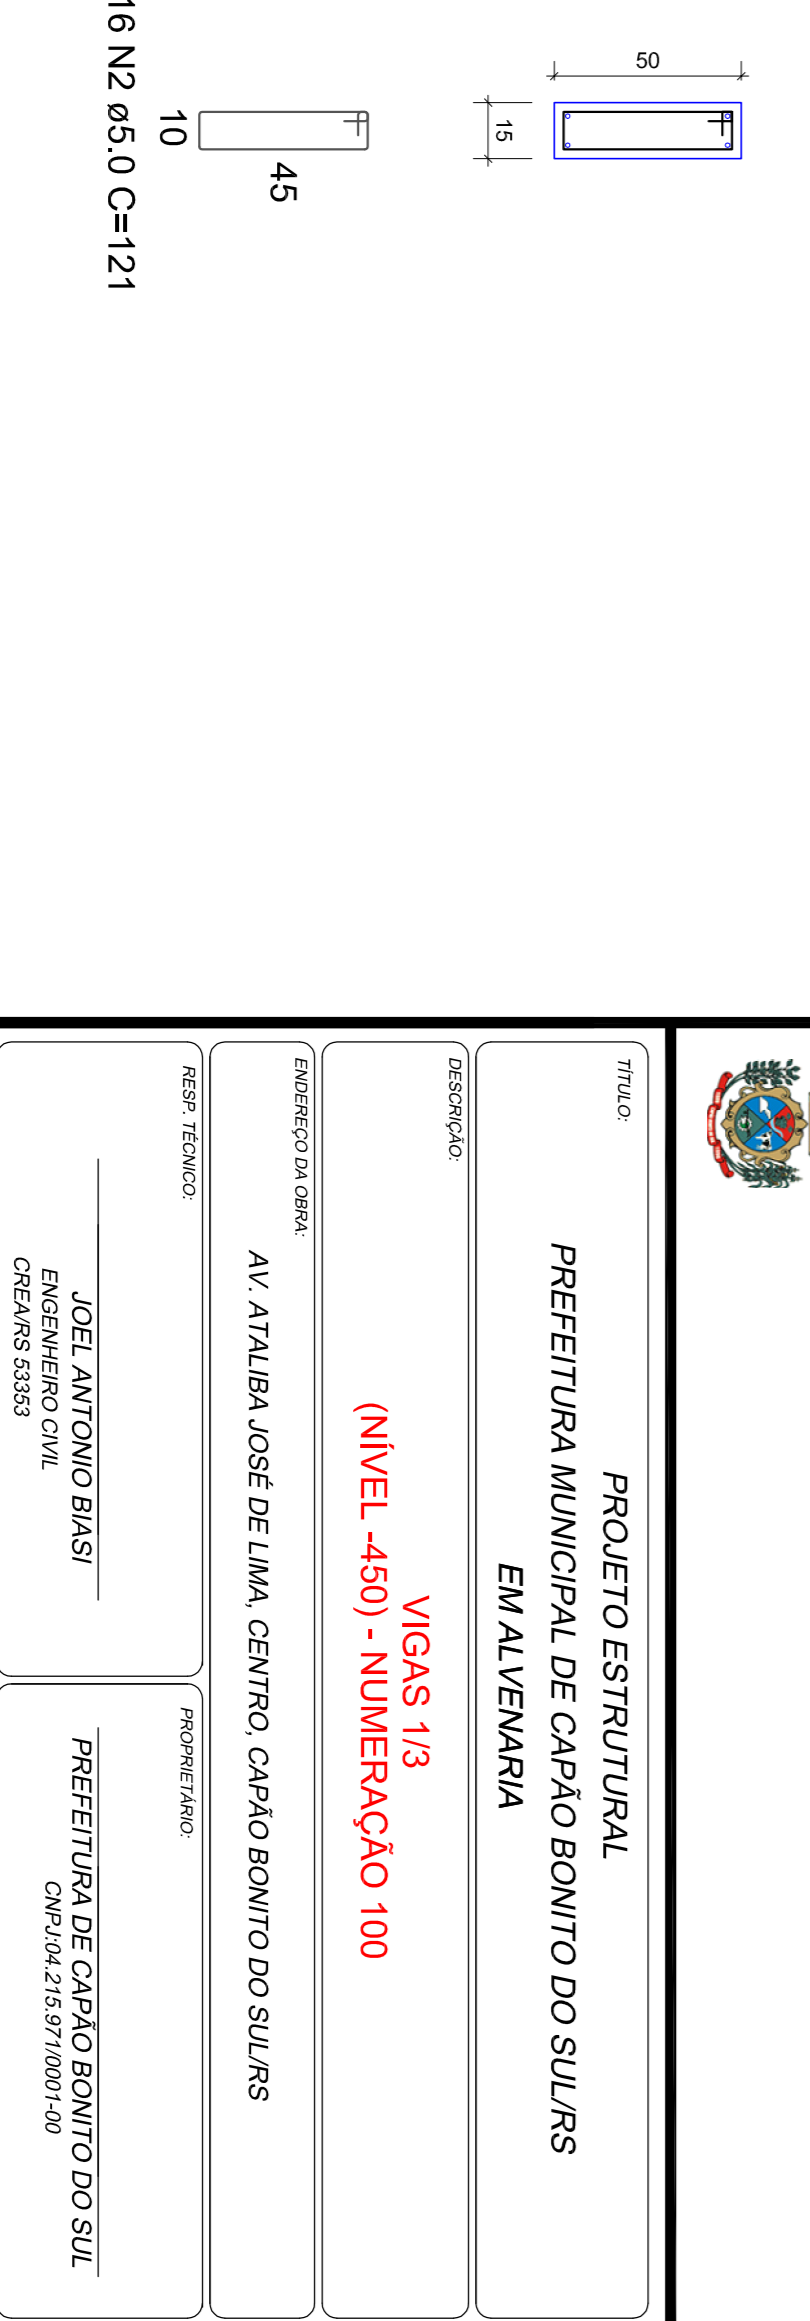 50
15
45
10
16 N2 ø5.0 C=121
TÍTULO:
PROJETO ESTRUTURAL
PREFEITURA MUNICIPAL DE CAPÃO BONITO DO SUL/RS
EM ALVENARIA
DESCRIÇÃO:
VIGAS 1/3
(NÍVEL -450) - NUMERAÇÃO 100
ENDEREÇO DA OBRA:
AV. ATALIBA JOSÉ DE LIMA, CENTRO, CAPÃO BONITO DO SUL/RS
RESP. TÉCNICO:
JOEL ANTONIO BIASI
ENGENHEIRO CIVIL
CREA/RS 53353
PROPRIETÁRIO:
PREFEITURA DE CAPÃO BONITO DO SUL
CNPJ:04.215.971/0001-00